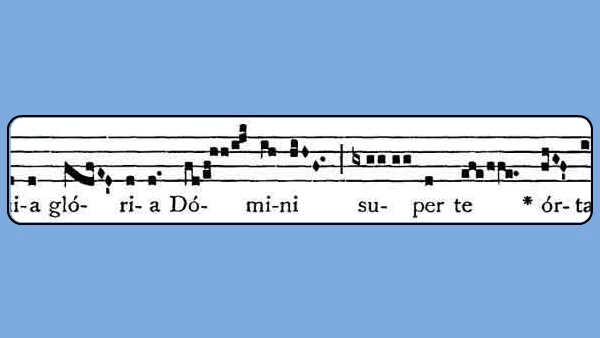 i-a gló- ri- a Dó- mi-ni su- per te * ór- ta